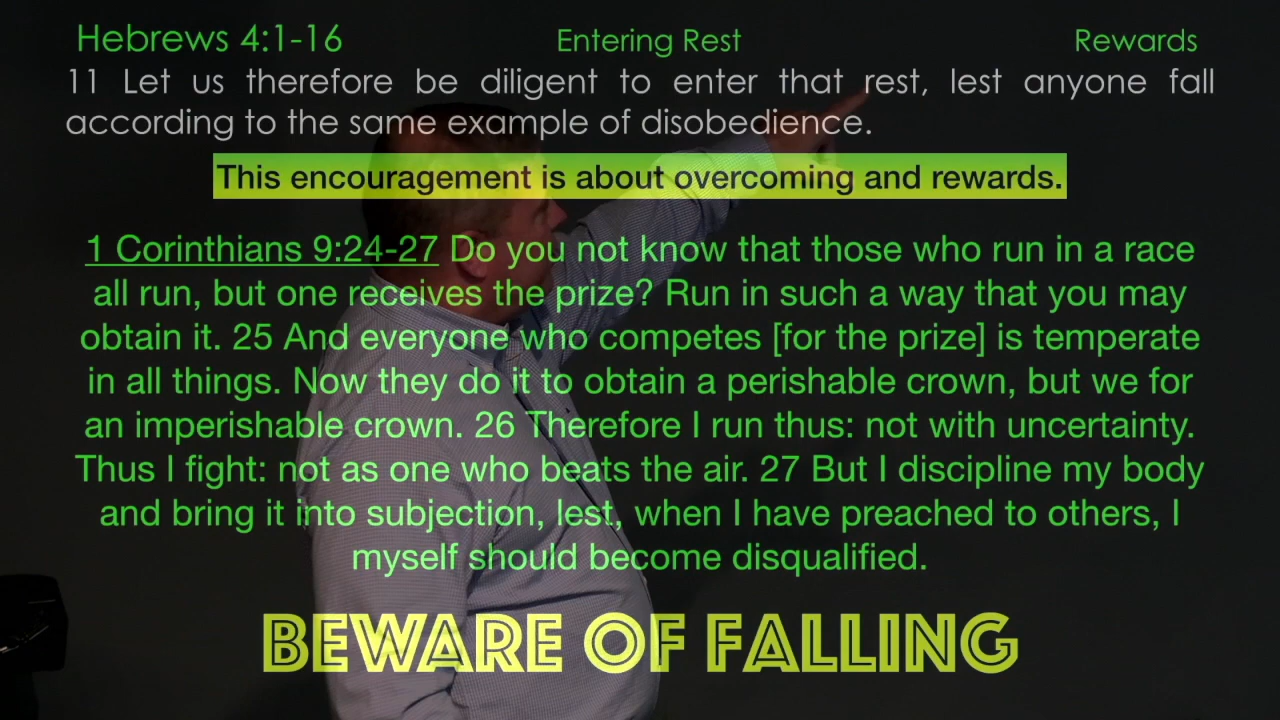 Hebrews 4:1-16 Entering Rest Rewards
11 Let us therefore be diligent to enter that rest, lest anyone fall
according to the same example of disobedience.
This encouragement is about overcoming and rewards.
1 Corinthians 9:24-27 Do you not know that those who run in a race
all run, but one receives the prize? Run in such a way that you may
obtain it. 25 And everyone who competes [for the prize] is temperate
in all things. Now they do it to obtain a perishable crown, but we for
an imperishable crown. 26 Therefore I run thus: not with uncertainty.
Thus I fight: not as one who beats the air. 27 But I discipline my body
and bring it into subjection, lest, when I have preached to others, I
myself should become disqualified.
BEWARE OF FALLING